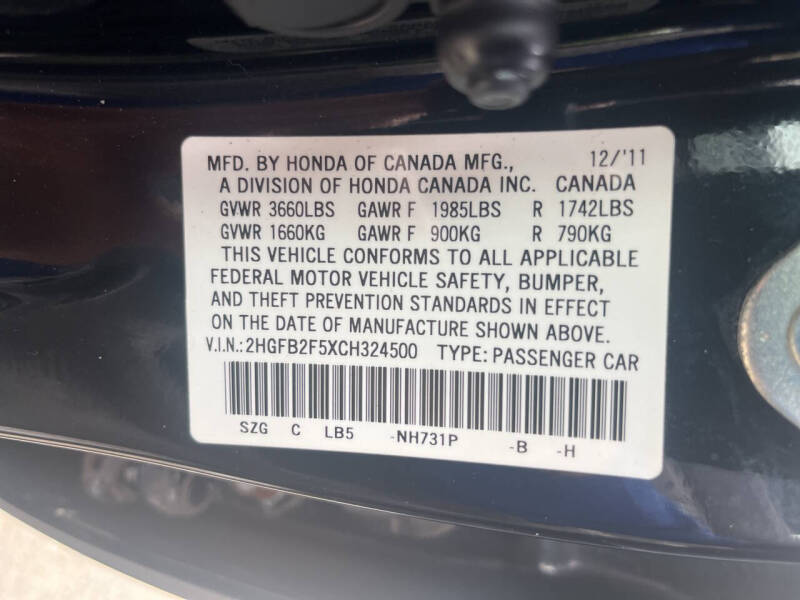 MFD. BY HONDA OF CANADA MFG., 12/'11
A DIVISION OF HONDA CANADA INC. CANADA
GVWR 3660LBS GAWR F 1985LBS R 1742LBS
GVWR 1660KG GAWR F 900KG R 790KG
THIS VEHICLE CONFORMS TO ALL APPLICABLE
FEDERAL MOTOR VEHICLE SAFETY, BUMPER,
AND THEFT PREVENTION STANDARDS IN EFFECT
ON THE DATE OF MANUFACTURE SHOWN ABOVE.
V.I.N.:2HGFB2F5XCH324500 TYPE:PASSENGER CAR
SZG C LB5 -NH731P -B -H